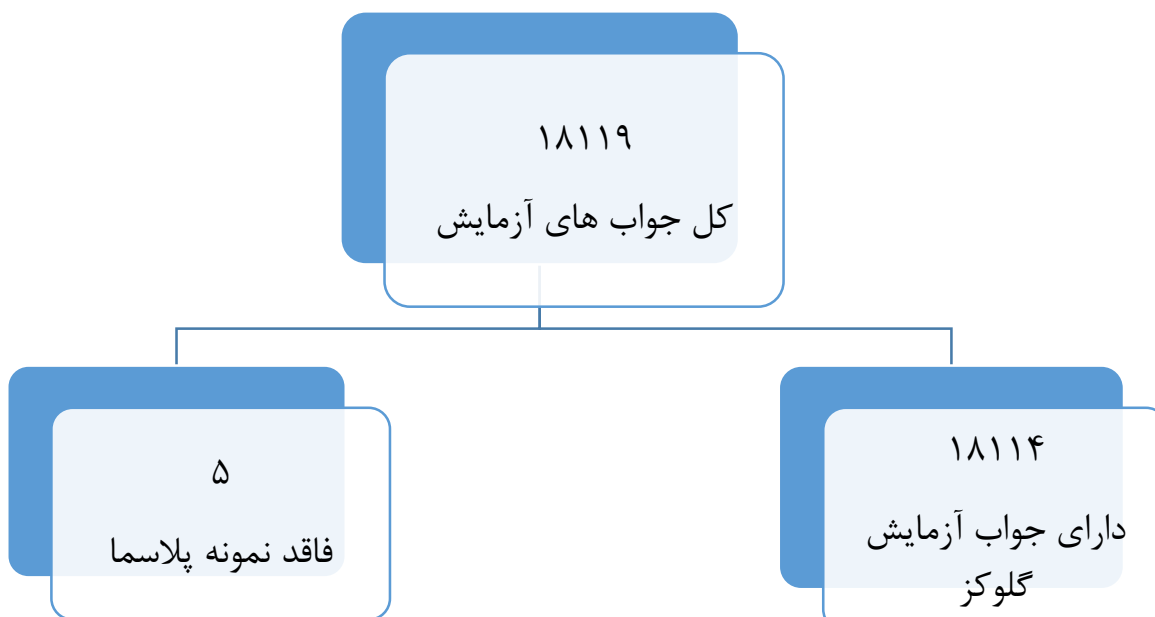 ۱۸۱۱۹
کل جواب های آزمایش
۱۸۱۱۴
دارای جواب آزمایش
گلوکز
۵
فاقد نمونه پلاسما